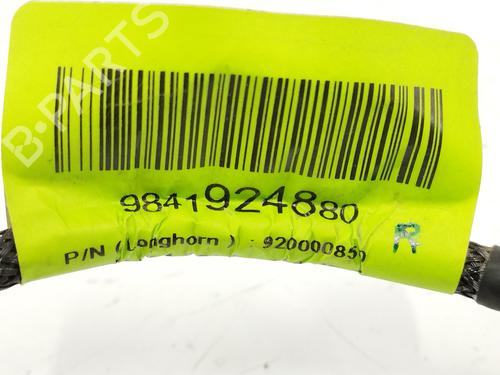 B-PARTS
9841924880
P/N (Longhorn) : 920000850
R